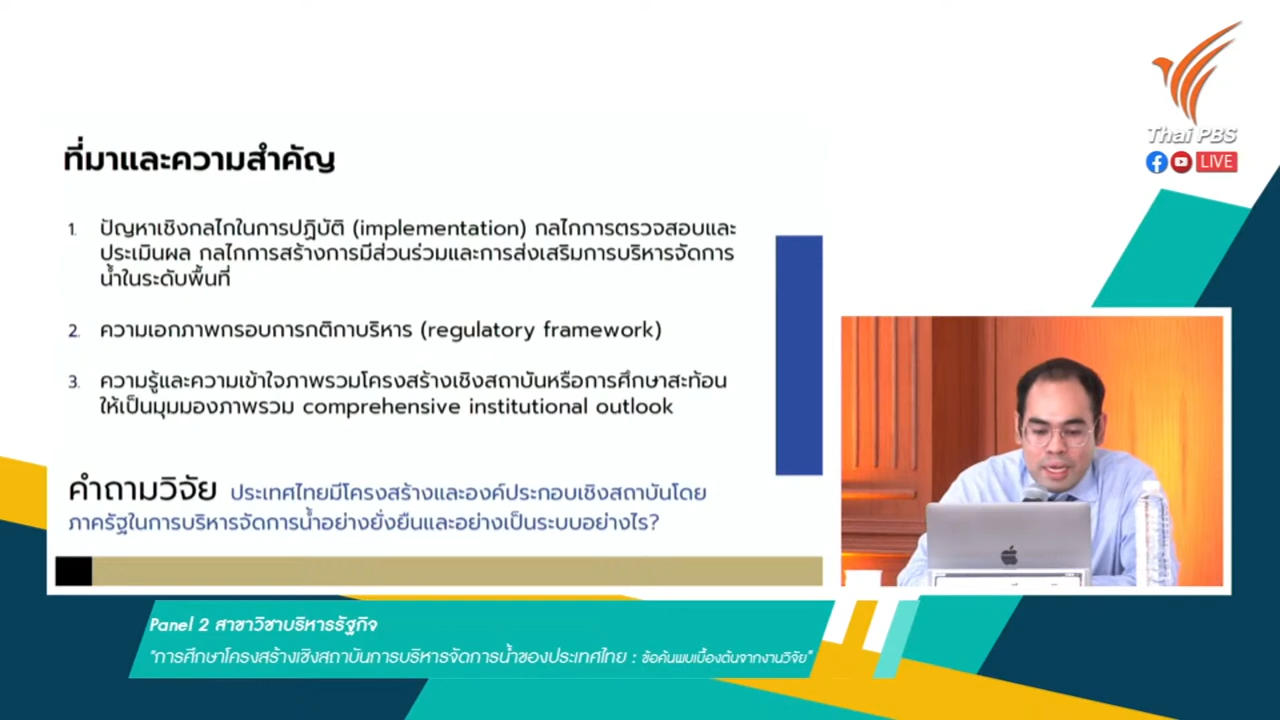 Thai PBS
LIVE
ที่มาและความสำคัญ
1. ปัญหาเชิงกลไกในการปฏิบัติ (implementation) กลไกการตรวจสอบและ
ประเมินผล กลไกการสร้างการมีส่วนร่วมและการส่งเสริมการบริหารจัดการ
น้ำในระดับพื้นที่
2. ความเอกภาพกรอบการกติกาบริหาร (regulatory framework)
3. ความรู้และความเข้าใจภาพรวมโครงสร้างเชิงสถาบันหรือการศึกษาสะท้อน
ให้เป็นมุมมองภาพรวม comprehensive institutional outlook
คำถามวิจัย ประเทศไทยมีโครงสร้างและองค์ประกอบเชิงสถาบันโดย
ภาครัฐในการบริหารจัดการน้ำอย่างยั่งยืนและอย่างเป็นระบบอย่างไร?
Panel 2 สาขาวิชาบริหารรัฐกิจ
"การศึกษาโครงสร้างเชิงสถาบันการบริหารจัดการน้ำของประเทศไทย : ข้อค้นพบเบื้องต้นจากงานวิจัย"